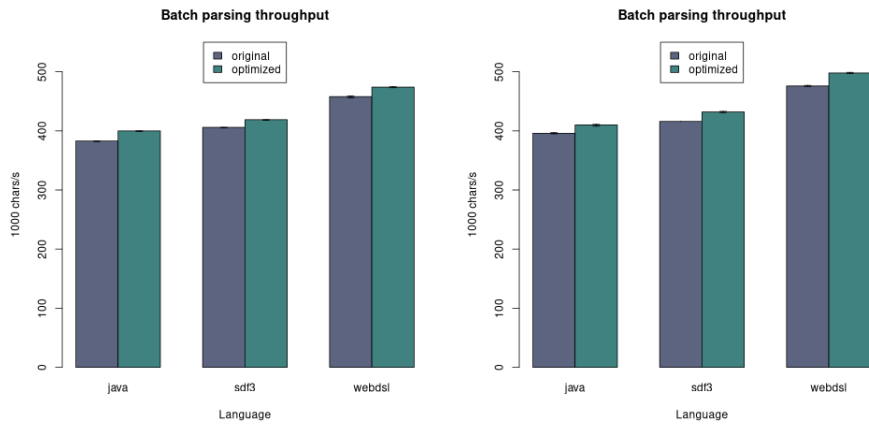 Batch parsing throughput
original
optimized
500
400
300
200
100
0
1000 chars/s
java
sdf3
webdsl
Language
Batch parsing throughput
original
optimized
500
400
300
200
100
0
1000 chars/s
java
sdf3
webdsl
Language